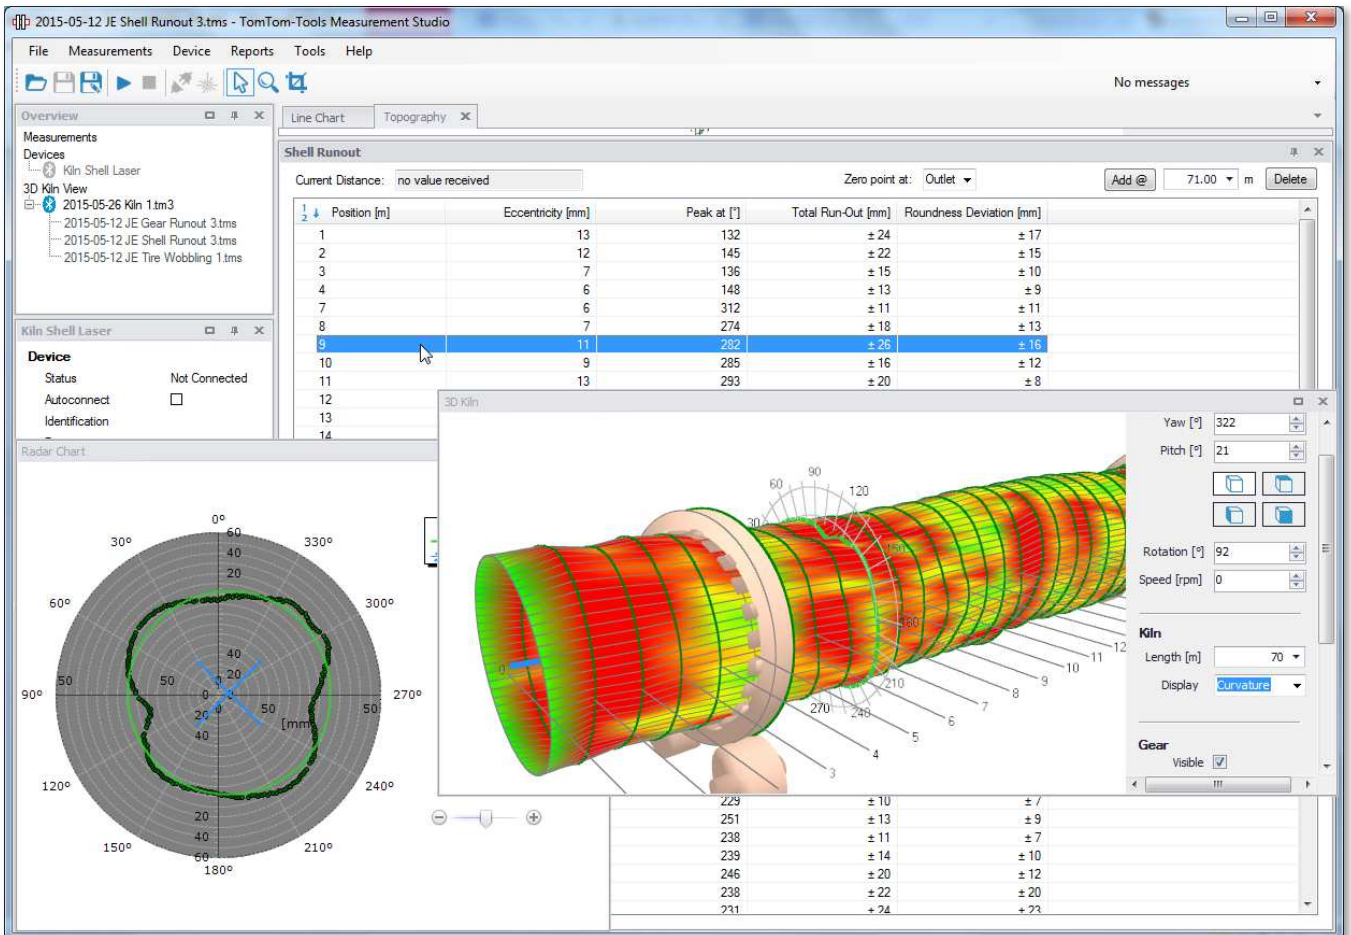 2015-05-12 JE Shell Runout 3.tms - TomTom-Tools Measurement Studio
File Measurements Device Reports Tools Help
No messages
Overview
Measurements
Devices
Kiln Shell Laser
3D Kiln View
2015-05-26 Kiln 1.tm3
2015-05-12 JE Gear Runout 3.tms
2015-05-12 JE Shell Runout 3.tms
2015-05-12 JE Tire Wobbling 1.tms
Kiln Shell Laser
Device
Status Not Connected
Autoconnect
Identification
Line Chart Topography
Shell Runout
Current Distance: no value received Zero point at: Outlet Add @ 71.00 m Delete
Position [m] Eccentricity [mm] Peak at [°] Total Run-Out [mm] Roundness Deviation [mm]
1 13 132 ± 24 ± 17
2 12 145 ± 22 ± 15
3 7 136 ± 15 ± 10
4 6 148 ± 13 ± 9
7 6 312 ± 11 ± 11
8 7 274 ± 18 ± 13
9 11 282 ± 26 ± 16
10 9 285 ± 16 ± 12
11 13 293 ± 20 ± 8
12
13
14
229 ± 10 ± 7
251 ± 13 ± 9
238 ± 11 ± 7
239 ± 14 ± 10
246 ± 20 ± 12
238 ± 22 ± 20
231 ± 24 ± 23
Radar Chart
0°
30° 330°
60° 300°
90° 270°
120° 240°
150° 210°
180°
60
40
20
40
20
50 50 0 50 50
0 20
[mm]
20
40
20
40
60
3D Kiln
90
60 120
30 150
0 180
210
270 240
3 4 5 6 7 8 9 10 11 12
Yaw [°] 322
Pitch [°] 21
Rotation [°] 92
Speed [rpm] 0
Kiln
Length [m] 70
Display Curvature
Gear
Visible